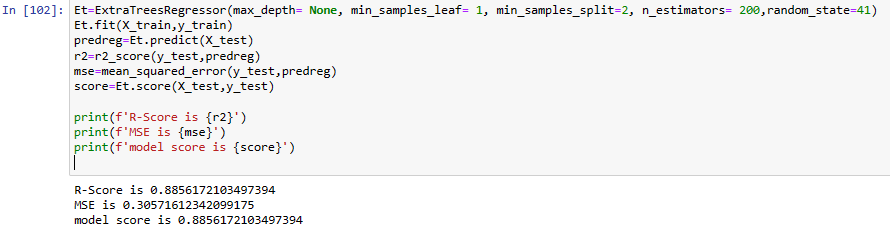 In [102]: Et=ExtraTreesRegressor(max_depth= None, min_samples_leaf= 1, min_samples_split=2, n_estimators= 200,random_state=41)
Et.fit(X_train,y_train)
predreg=Et.predict(X_test)
r2=r2_score(y_test,predreg)
mse=mean_squared_error(y_test,predreg)
score=Et.score(X_test,y_test)
print(f'R-Score is {r2}')
print(f'MSE is {mse}')
print(f'model score is {score}')
R-Score is 0.8856172103497394
MSE is 0.30571612342099175
model score is 0.8856172103497394